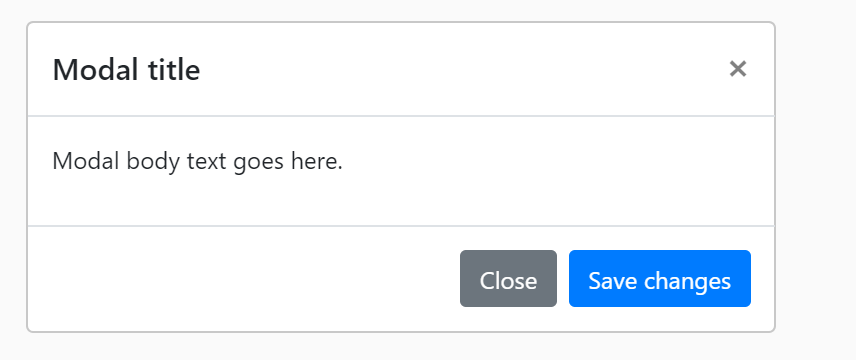 Modal title ×
Modal body text goes here.
Close Save changes